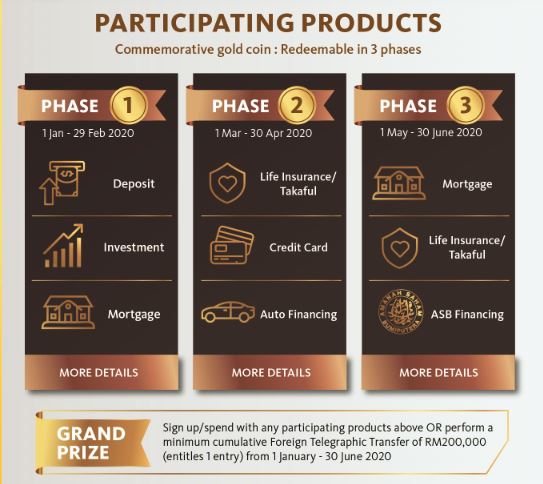 PARTICIPATING PRODUCTS
Commemorative gold coin : Redeemable in 3 phases
PHASE 1
1 Jan - 29 Feb 2020
Deposit
Investment
Mortgage
MORE DETAILS
PHASE 2
1 Mar - 30 Apr 2020
Life Insurance/
Takaful
Credit Card
Auto Financing
MORE DETAILS
PHASE 3
1 May - 30 June 2020
Mortgage
Life Insurance/
Takaful
AMANAH SAHAM
BUMIPUTERA
ASB Financing
MORE DETAILS
GRAND
PRIZE
Sign up/spend with any participating products above OR perform a
minimum cumulative Foreign Telegraphic Transfer of RM200,000
(entitles 1 entry) from 1 January - 30 June 2020